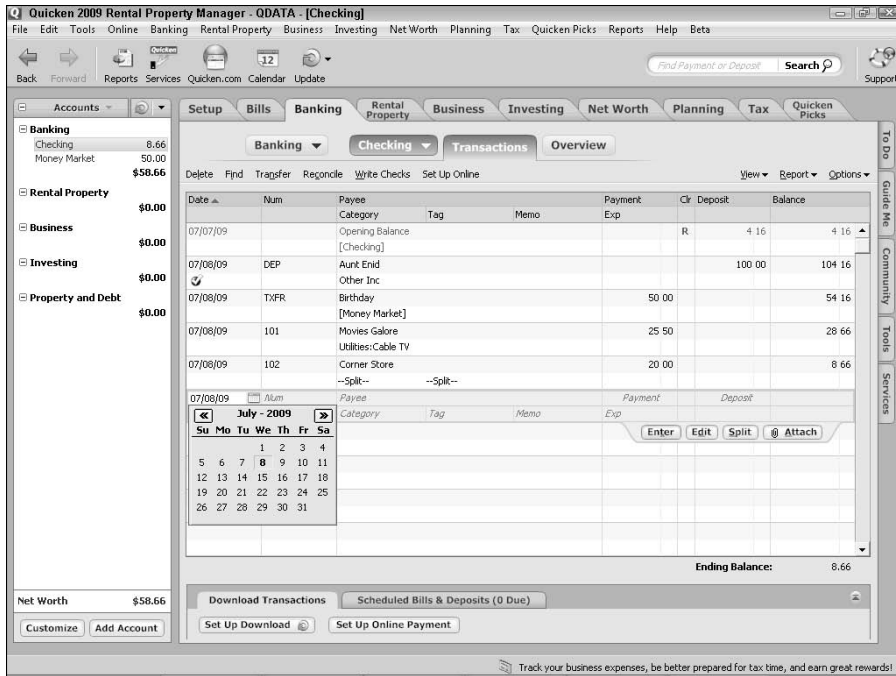 Quicken 2009 Rental Property Manager - QDATA - [Checking]
File Edit Tools Online Banking Rental Property Business Investing Net Worth Planning Tax Quicken Picks Reports Help Beta
Quicken
12
Find Payment or Deposit Search
Back Forward Reports Services Quicken.com Calendar Update Support
Accounts
Banking
Checking 8.66
Money Market 50.00
$58.66
Rental Property
$0.00
Business
$0.00
Investing
$0.00
Property and Debt
$0.00
Net Worth $58.66
Customize Add Account
Setup Bills Banking Rental Property Business Investing Net Worth Planning Tax Quicken Picks
Banking Checking Transactions Overview
Delete Find Transfer Reconcile Write Checks Set Up Online View Report Options
Date Num Payee Payment Clr Deposit Balance
Category Tag Memo Exp
07/07/09 Opening Balance R 4 16 4 16
[Checking]
07/08/09 DEP Aunt Enid 100 00 104 16
Other Inc
07/08/09 TXFR Birthday 50 00 54 16
[Money Market]
07/08/09 101 Movies Galore 25 50 28 66
Utilities:Cable TV
07/08/09 102 Corner Store 20 00 8 66
--Split-- --Split--
07/08/09 Num Payee Payment Deposit
Category Tag Memo Exp
Enter Edit Split Attach
July - 2009
Su Mo Tu We Th Fr Sa
1 2 3 4
5 6 7 8 9 10 11
12 13 14 15 16 17 18
19 20 21 22 23 24 25
26 27 28 29 30 31
Ending Balance: 8.66
Download Transactions Scheduled Bills & Deposits (0 Due)
Set Up Download Set Up Online Payment
To Do
Guide Me
Community
Tools
Services
Track your business expenses, be better prepared for tax time, and earn great rewards!